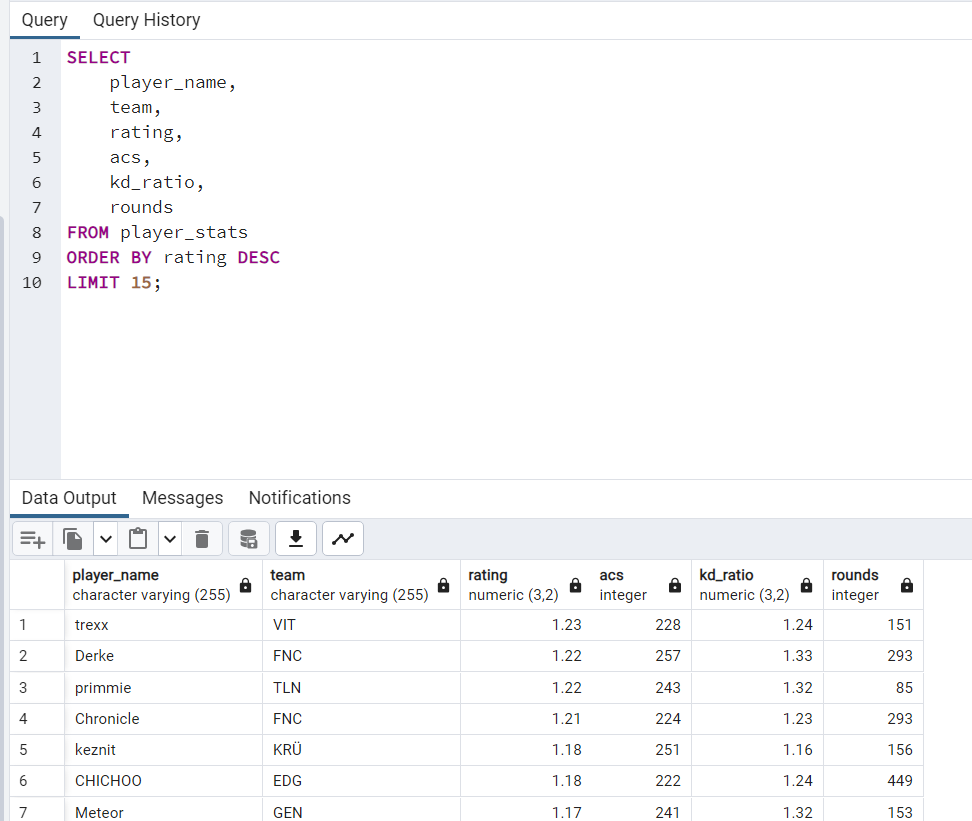 Query Query History
1 SELECT
2 player_name,
3 team,
4 rating,
5 acs,
6 kd_ratio,
7 rounds
8 FROM player_stats
9 ORDER BY rating DESC
10 LIMIT 15;
Data Output Messages Notifications
player_name team rating acs kd_ratio rounds
character varying (255) character varying (255) numeric (3,2) integer numeric (3,2) integer
1 trexx VIT 1.23 228 1.24 151
2 Derke FNC 1.22 257 1.33 293
3 primmie TLN 1.22 243 1.32 85
4 Chronicle FNC 1.21 224 1.23 293
5 keznit KRÜ 1.18 251 1.16 156
6 CHICHOO EDG 1.18 222 1.24 449
7 Meteor GEN 1.17 241 1.32 153